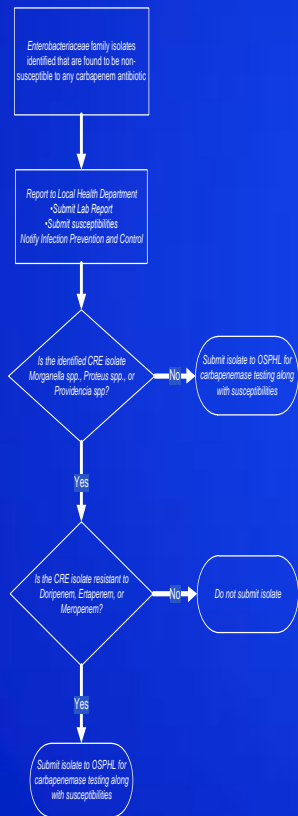 Enterobacteriaceae family isolates
identified that are found to be non-
susceptible to any carbapenem antibiotic
Report to Local Health Department
•Submit Lab Report
•Submit susceptibilities
Notify Infection Prevention and Control
Is the identified CRE isolate
Morganella spp., Proteus spp., or
Providencia spp?
No
Submit isolate to OSPHL for
carbapenemase testing along
with susceptibilities
Yes
Is the CRE isolate resistant to
Doripenem, Ertapenem, or
Meropenem?
No
Do not submit isolate
Yes
Submit isolate to OSPHL for
carbapenemase testing along
with susceptibilities